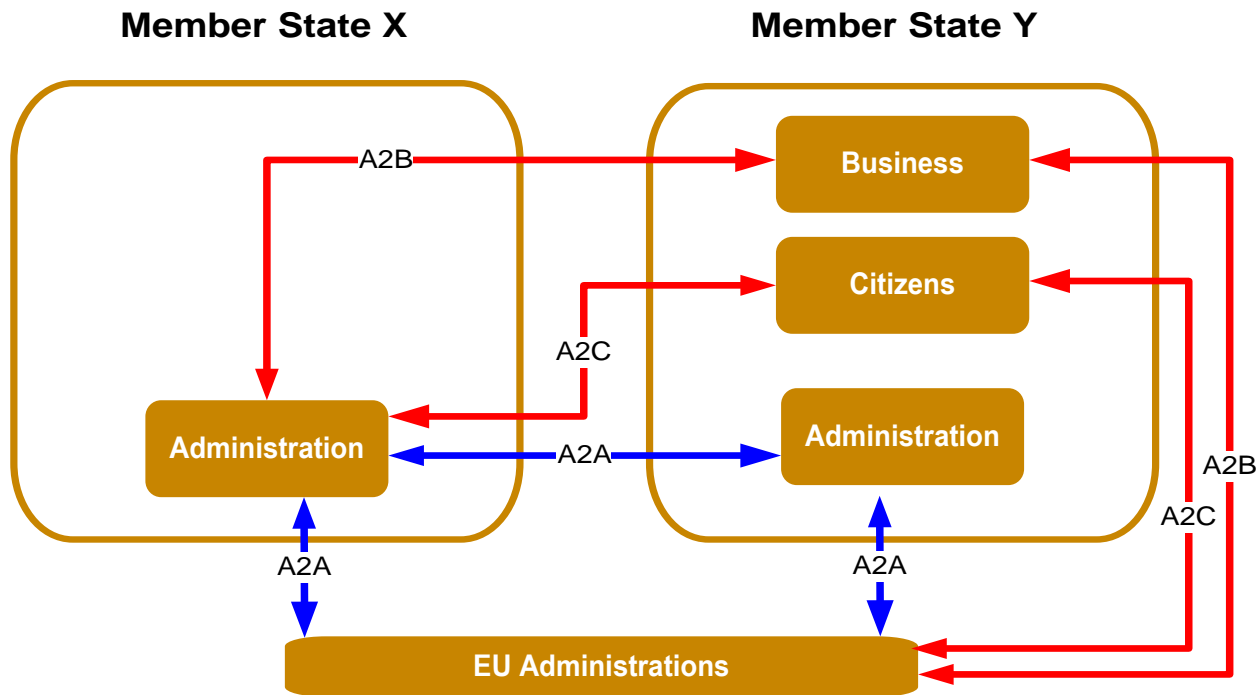 Member State X
Member State Y
A2B
Business
Citizens
A2C
Administration
Administration
A2A
A2B
A2C
A2A
A2A
EU Administrations